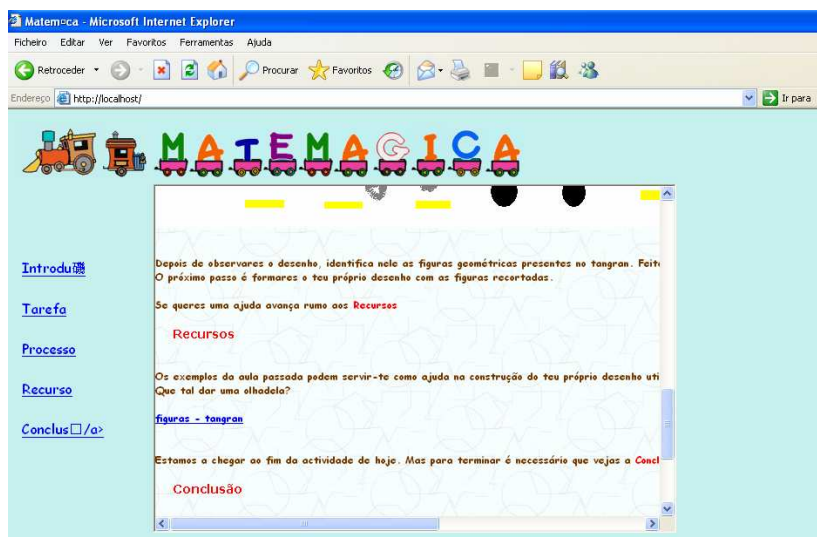 Matem¤ca - Microsoft Internet Explorer
Ficheiro Editar Ver Favoritos Ferramentas Ajuda
Retroceder Procurar Favoritos
Endereço http://localhost/ Ir para
MATEMAGICA
Introdu磯
Tarefa
Processo
Recurso
Conclus□/a>
Depois de observares o desenho, identifica nele as figuras geométricas presentes no tangran. Feit
O próximo passo é formares o teu próprio desenho com as figuras recortadas.
Se queres uma ajuda avança rumo aos Recursos
Recursos
Os exemplos da aula passada podem servir-te como ajuda na construção do teu próprio desenho uti
Que tal dar uma olhadela?
figuras - tangran
Estamos a chegar ao fim da actividade de hoje. Mas para terminar é necessário que vejas a Concl
Conclusão